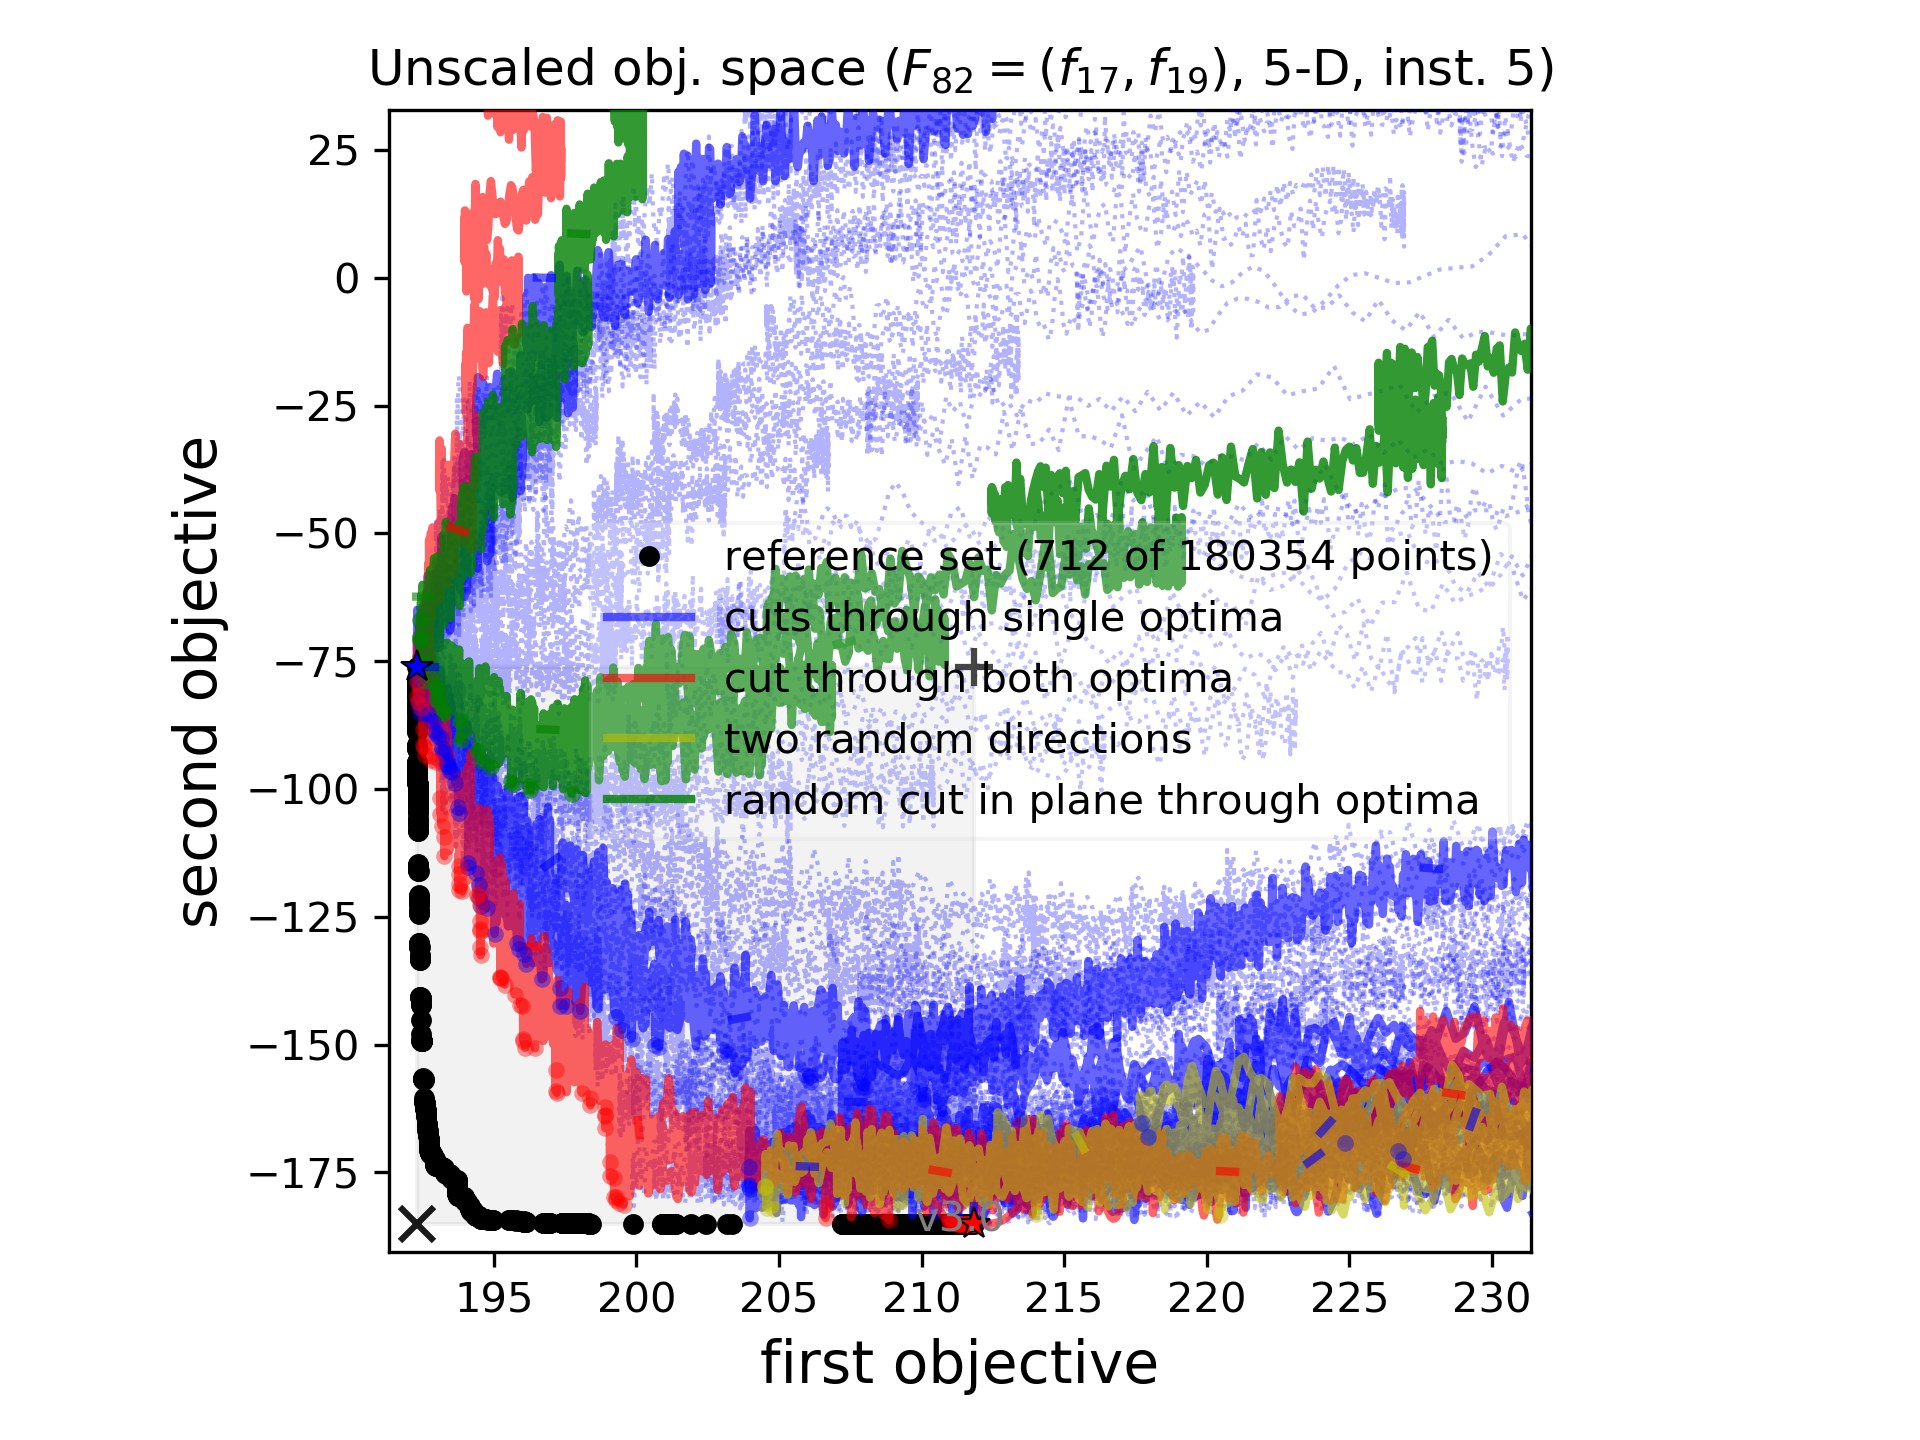 Unscaled obj. space (F82 = (f17, f19), 5-D, inst. 5)
25
0
−25
−50
−75
−100
−125
−150
−175
second objective
reference set (712 of 180354 points)
cuts through single optima
cut through both optima
two random directions
random cut in plane through optima
195 200 205 210 215 220 225 230
first objective